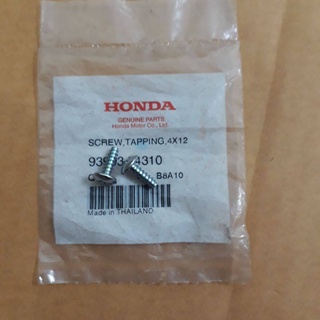 HONDA
GENUINE PARTS
Honda Motor Co., Ltd.
SCREW,TAPPING,4X12
B8A10
Made in THAILAND